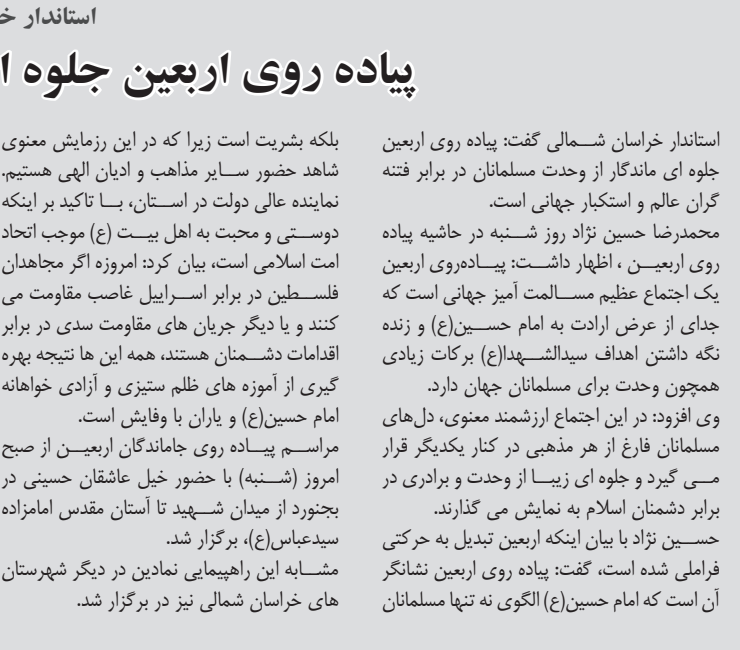 استاندار
پیاده روی اربعین جلوه
استاندار خراسان شمالی گفت: پیاده روی اربعین
جلوه ای ماندگار از وحدت مسلمانان در برابر فتنه
گران عالم و استکبار جهانی است.
محمدرضا حسین نژاد روز شنبه در حاشیه پیاده
روی اربعین ، اظهار داشت: پیاده‌روی اربعین
یک اجتماع عظیم مسالمت آمیز جهانی است که
جدای از عرض ارادت به امام حسین(ع) و زنده
نگه داشتن اهداف سیدالشهدا(ع) برکات زیادی
همچون وحدت برای مسلمانان جهان دارد.
وی افزود: در این اجتماع ارزشمند معنوی، دل‌های
مسلمانان فارغ از هر مذهبی در کنار یکدیگر قرار
می گیرد و جلوه ای زیبا از وحدت و برادری در
برابر دشمنان اسلام به نمایش می گذارند.
حسین نژاد با بیان اینکه اربعین تبدیل به حرکتی
فراملی شده است، گفت: پیاده روی اربعین نشانگر
آن است که امام حسین(ع) الگوی نه تنها مسلمانان
بلکه بشریت است زیرا که در این رزمایش معنوی
شاهد حضور سایر مذاهب و ادیان الهی هستیم.
نماینده عالی دولت در استان، با تاکید بر اینکه
دوستی و محبت به اهل بیت (ع) موجب اتحاد
امت اسلامی است، بیان کرد: امروزه اگر مجاهدان
فلسطین در برابر اسراییل غاصب مقاومت می
کنند و یا دیگر جریان های مقاومت سدی در برابر
اقدامات دشمنان هستند، همه این ها نتیجه بهره
گیری از آموزه های ظلم ستیزی و آزادی خواهانه
امام حسین(ع) و یاران با وفایش است.
مراسم پیاده روی جاماندگان اربعین از صبح
امروز (شنبه) با حضور خیل عاشقان حسینی در
بجنورد از میدان شهید تا آستان مقدس امامزاده
سیدعباس(ع)، برگزار شد.
مشابه این راهپیمایی نمادین در دیگر شهرستان
های خراسان شمالی نیز در برگزار شد.